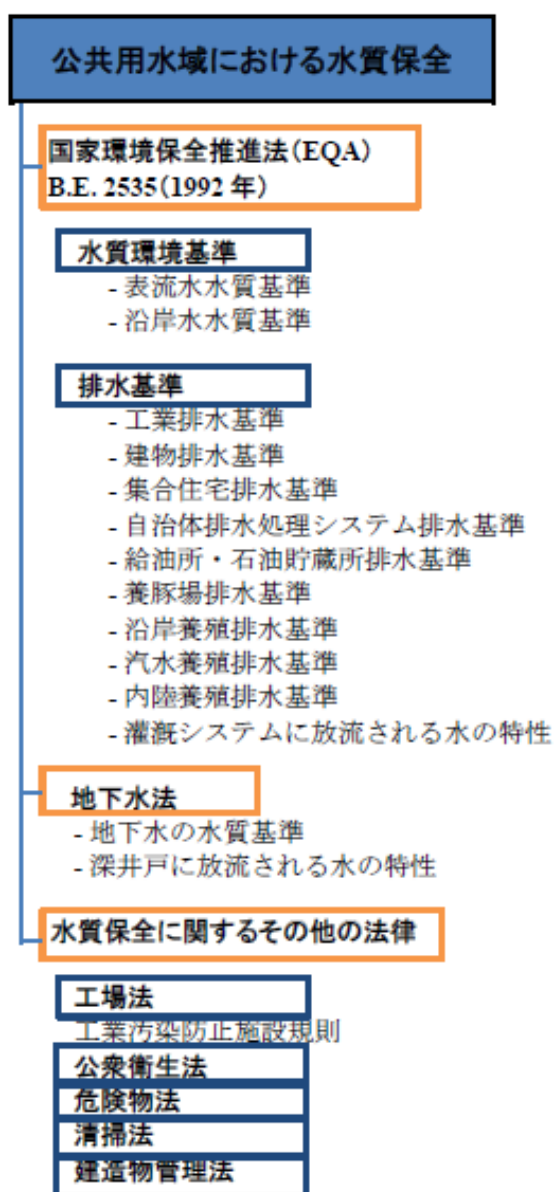 公共用水域における水質保全
国家環境保全推進法(EQA)
B.E. 2535(1992 年)
水質環境基準
- 表流水水質基準
- 沿岸水水質基準
排水基準
- 工業排水基準
- 建物排水基準
- 集合住宅排水基準
- 自治体排水処理システム排水基準
- 給油所・石油貯蔵所排水基準
- 養豚場排水基準
- 沿岸養殖排水基準
- 汽水養殖排水基準
- 内陸養殖排水基準
- 灌漑システムに放流される水の特性
地下水法
- 地下水の水質基準
- 深井戸に放流される水の特性
水質保全に関するその他の法律
工場法
工業汚染防止施設規則
公衆衛生法
危険物法
清掃法
建造物管理法